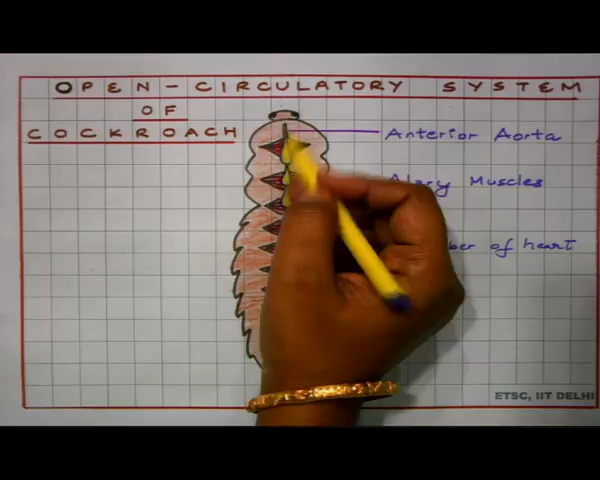 OPEN-CIRCULATORY SYSTEM
OF
COCKROACH
Anterior Aorta
Muscles
of heart
ETSC, IIT DELHI